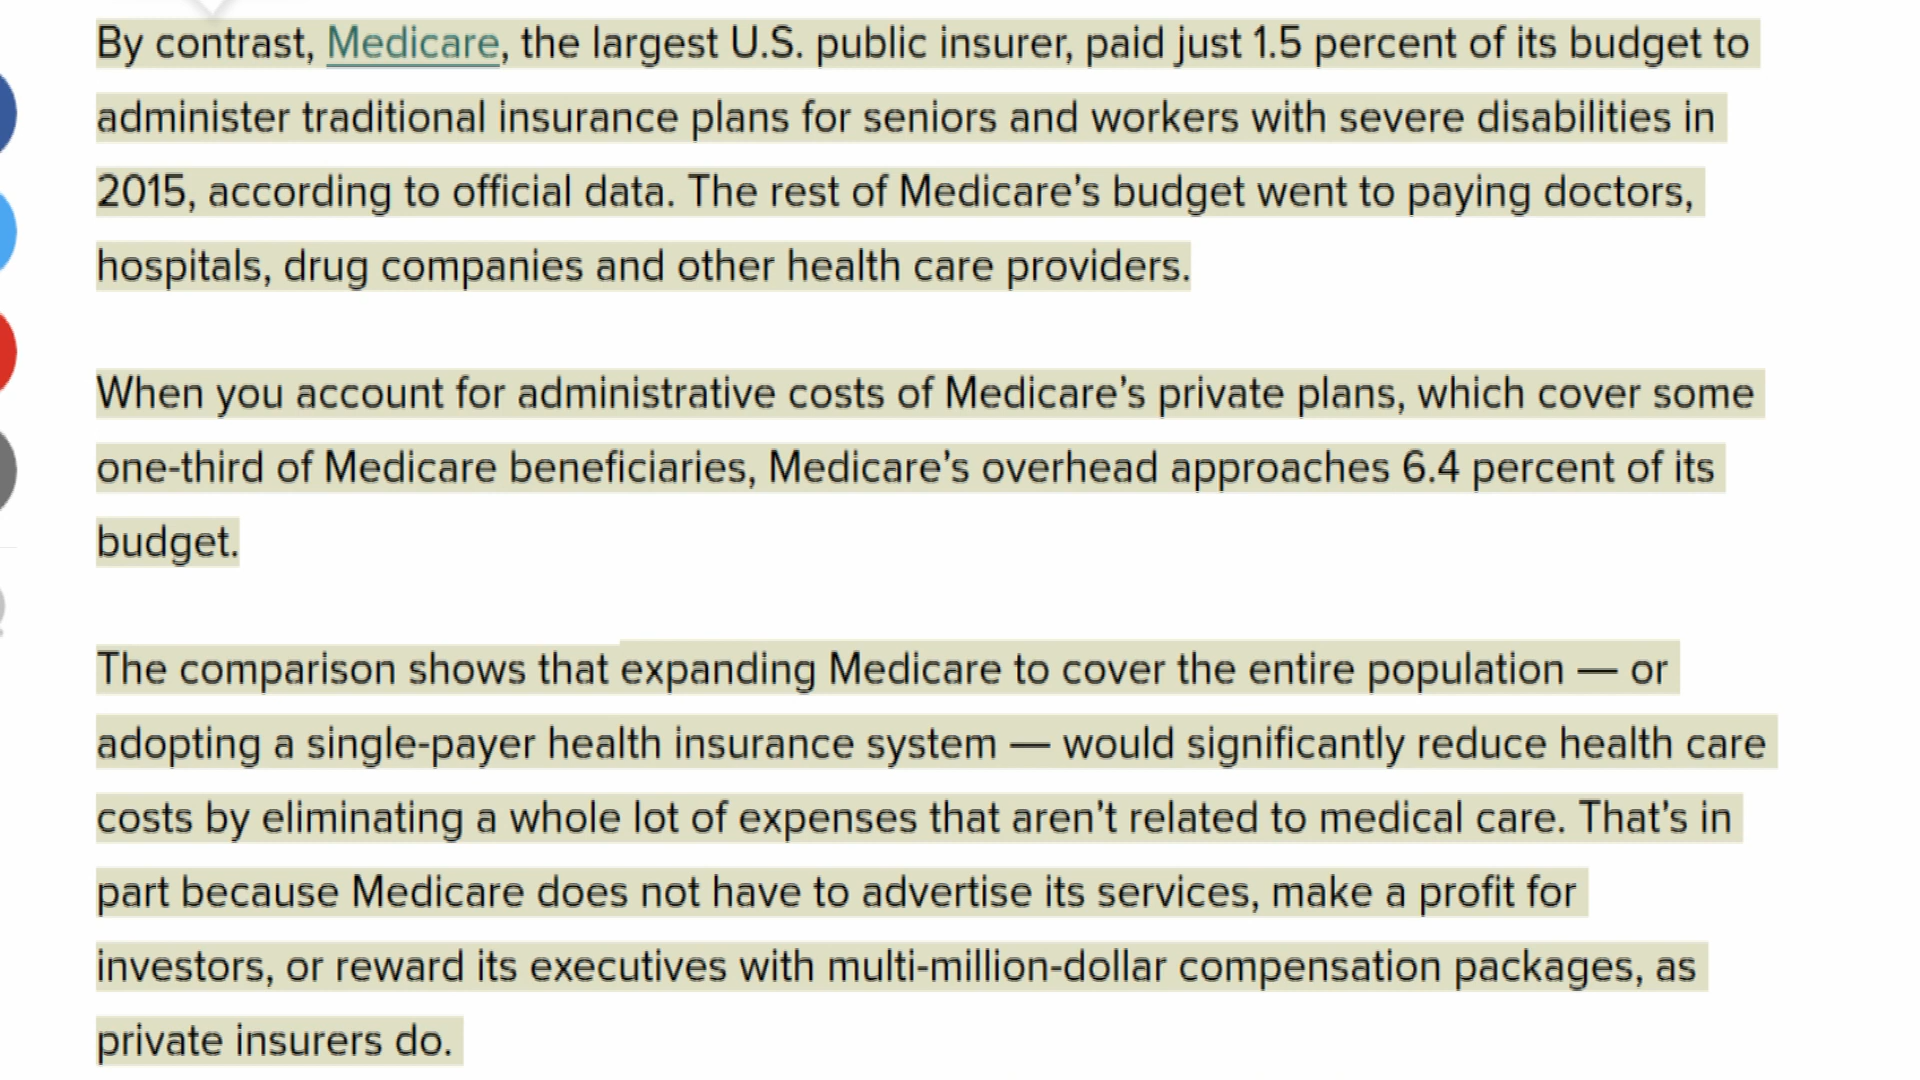 By contrast, Medicare, the largest U.S. public insurer, paid just 1.5 percent of its budget to
administer traditional insurance plans for seniors and workers with severe disabilities in
2015, according to official data. The rest of Medicare’s budget went to paying doctors,
hospitals, drug companies and other health care providers.
When you account for administrative costs of Medicare’s private plans, which cover some
one-third of Medicare beneficiaries, Medicare’s overhead approaches 6.4 percent of its
budget.
The comparison shows that expanding Medicare to cover the entire population — or
adopting a single-payer health insurance system — would significantly reduce health care
costs by eliminating a whole lot of expenses that aren’t related to medical care. That’s in
part because Medicare does not have to advertise its services, make a profit for
investors, or reward its executives with multi-million-dollar compensation packages, as
private insurers do.